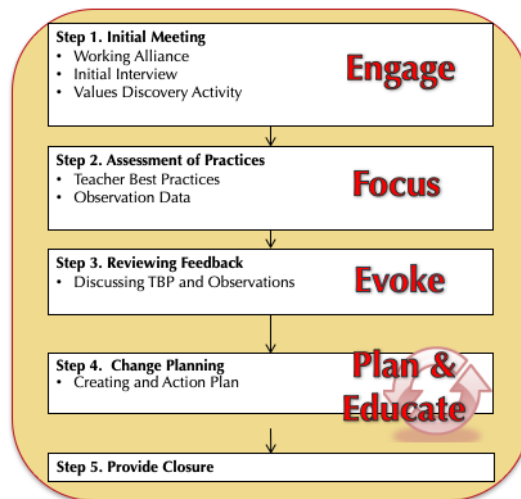 Step 1. Initial Meeting
• Working Alliance
• Initial Interview
• Values Discovery Activity
Engage
Step 2. Assessment of Practices
• Teacher Best Practices
• Observation Data
Focus
Step 3. Reviewing Feedback
• Discussing TBP and Observations
Evoke
Step 4. Change Planning
• Creating and Action Plan
Plan &
Educate
Step 5. Provide Closure